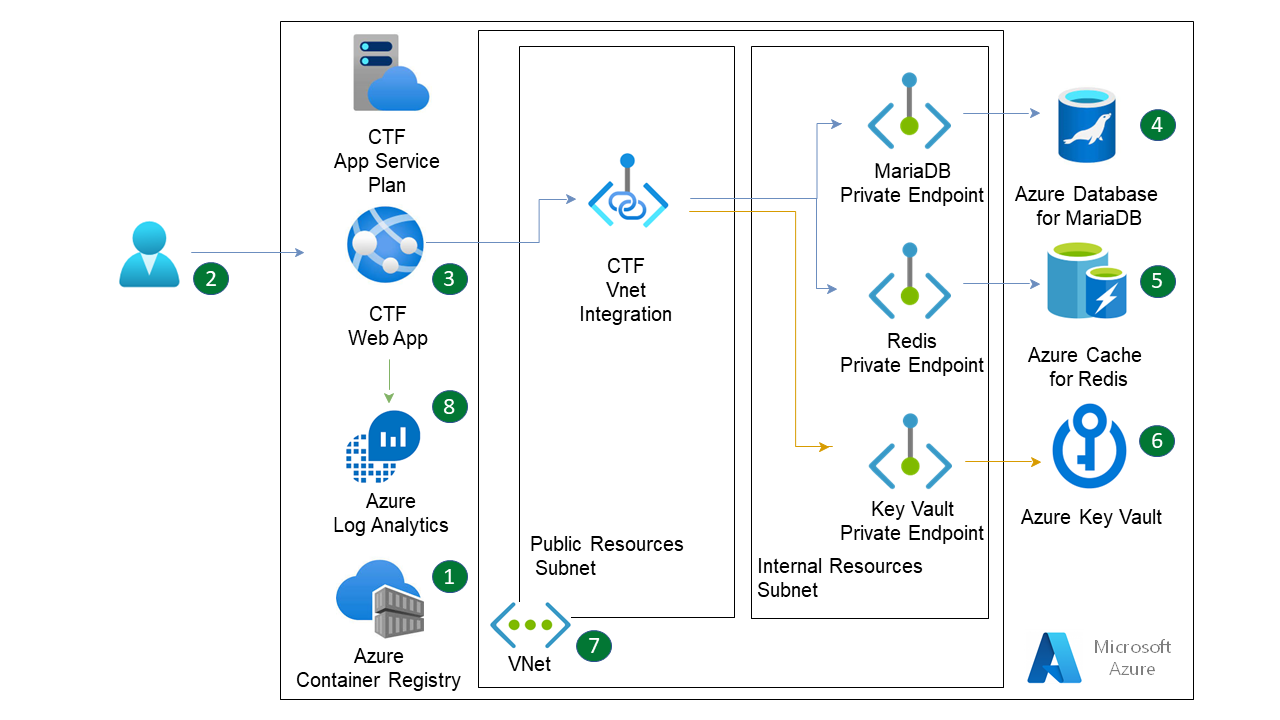 CTF
App Service
Plan
2
3
CTF
Web App
8
Azure
Log Analytics
1
Azure
Container Registry
CTF
Vnet
Integration
Public Resources
Subnet
VNet
7
MariaDB
Private Endpoint
Redis
Private Endpoint
Key Vault
Private Endpoint
Internal Resources
Subnet
4
Azure Database
for MariaDB
5
Azure Cache
for Redis
6
Azure Key Vault
Microsoft
Azure